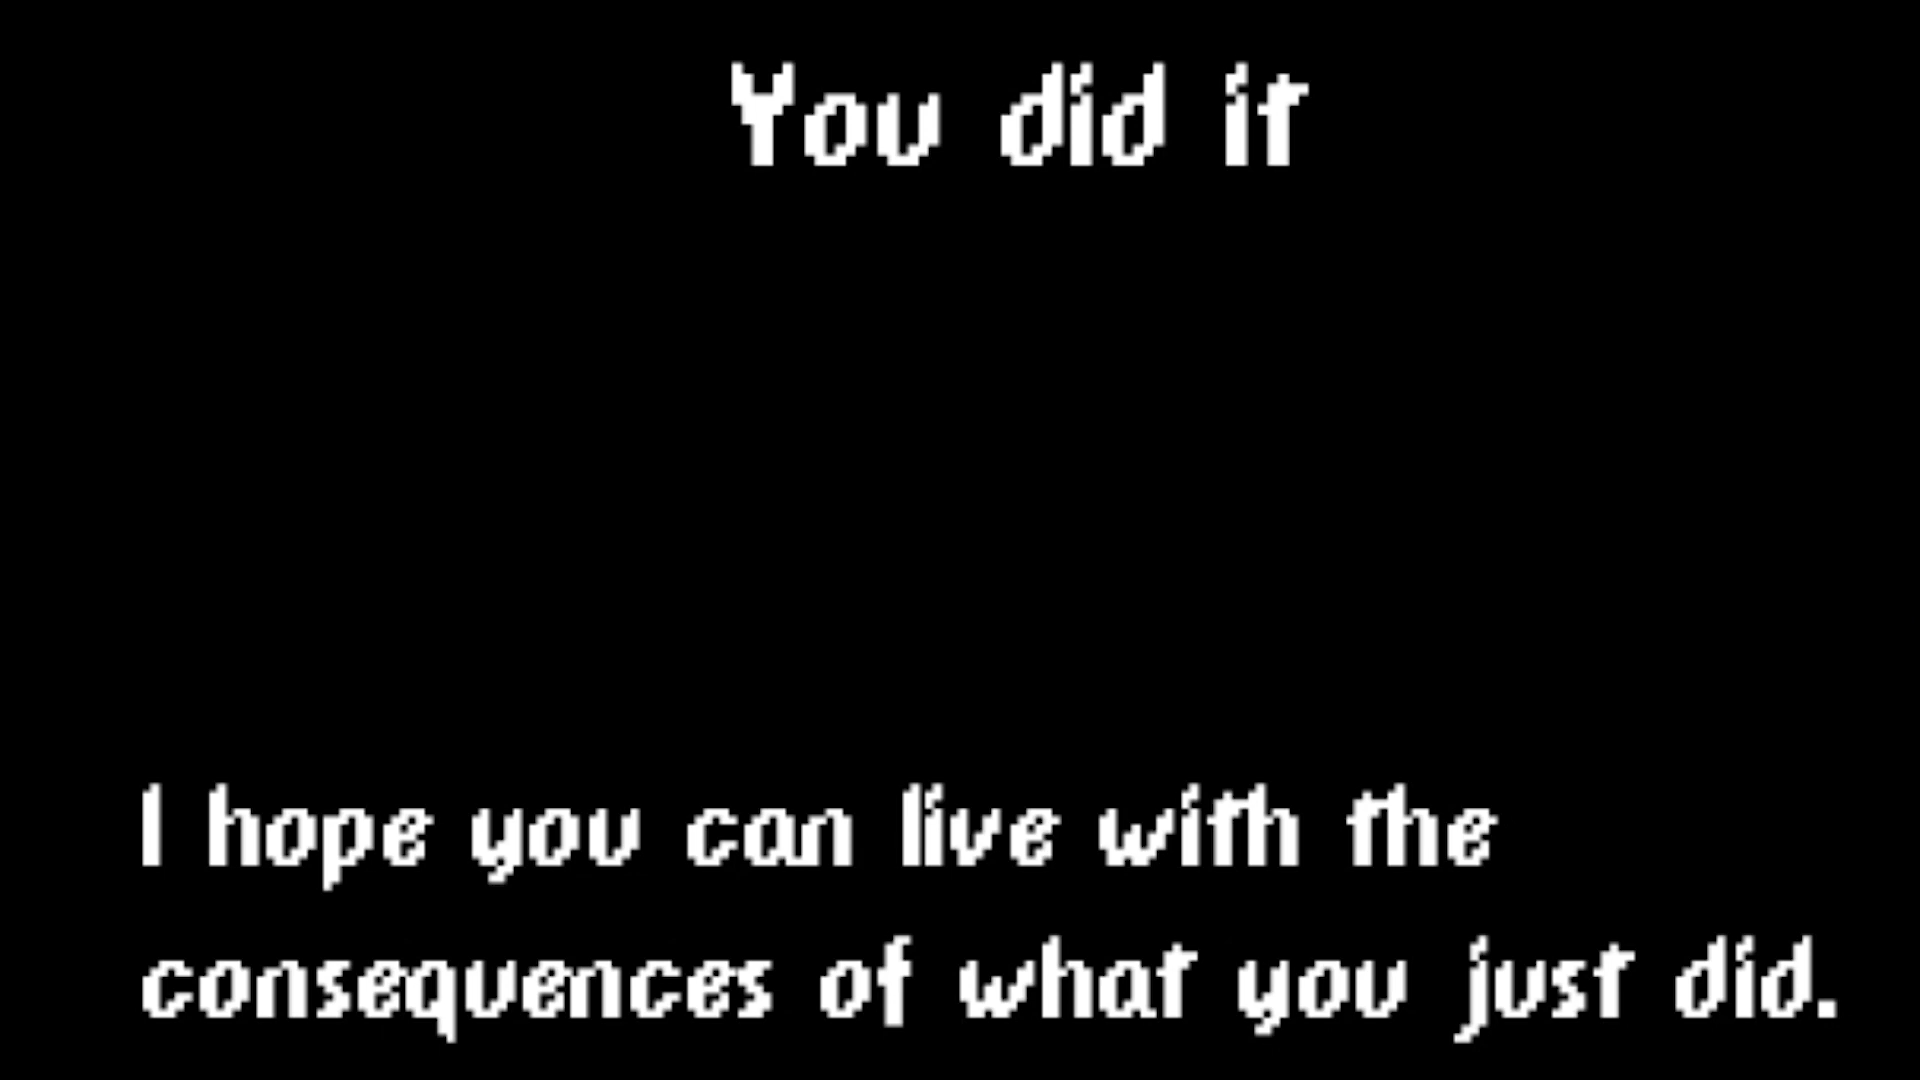 You did it
I hope you can live with the
consequences of what you just did.